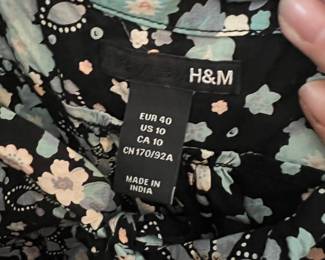 H&M
EUR 40
US 10
CA 10
CN 170/92A
MADE IN
INDIA